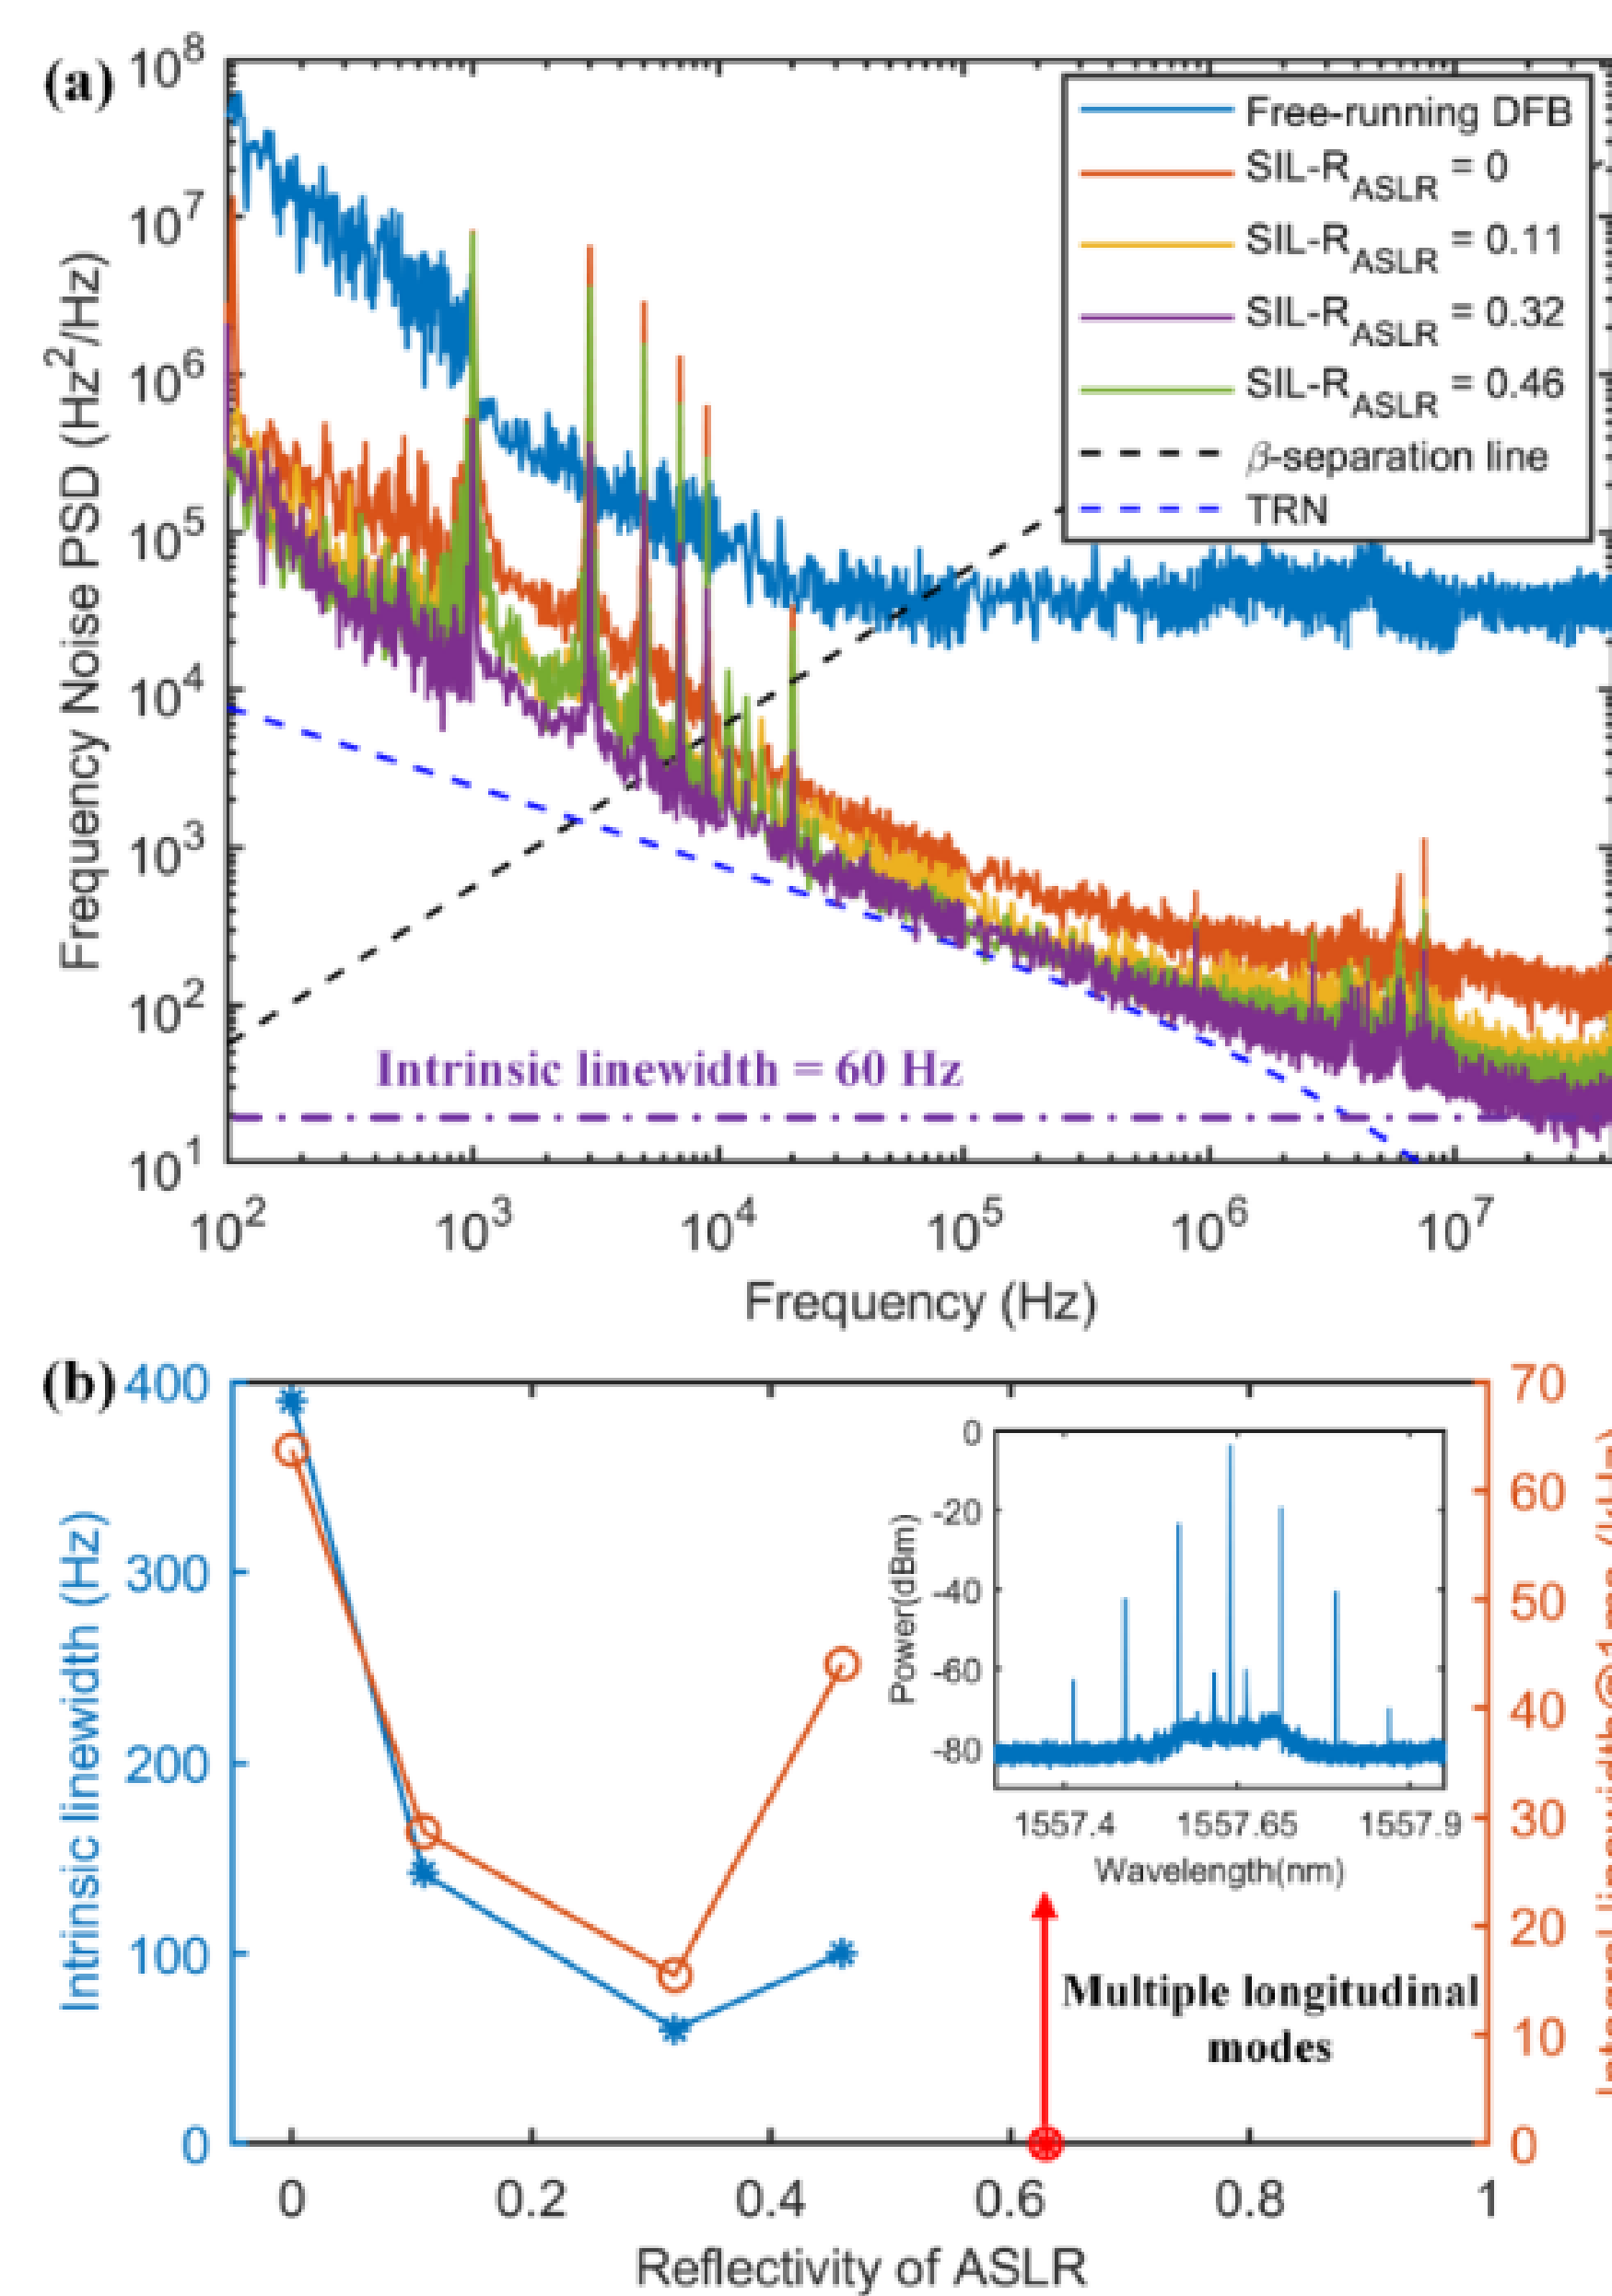 (a)
10^8
10^7
10^6
10^5
10^4
10^3
10^2
10^1
Frequency Noise PSD (Hz^2/Hz)
Free-running DFB
SIL-R_ASLR = 0
SIL-R_ASLR = 0.11
SIL-R_ASLR = 0.32
SIL-R_ASLR = 0.46
β-separation line
TRN
Intrinsic linewidth = 60 Hz
10^2 10^3 10^4 10^5 10^6 10^7
Frequency (Hz)
(b)
400
300
200
100
0
Intrinsic linewidth (Hz)
70
60
50
40
30
20
10
0
0
-20
-40
-60
-80
Power(dBm)
1557.4 1557.65 1557.9
Wavelength(nm)
Multiple longitudinal
modes
0 0.2 0.4 0.6 0.8 1
Reflectivity of ASLR